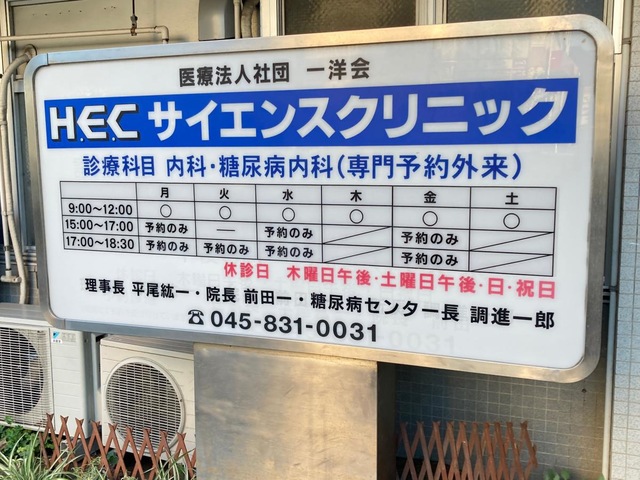 医療法人社団 一洋会
H.E.C サイエンスクリニック
診療科目 内科・糖尿病内科(専門予約外来)
月 火 水 木 金 土
9:00〜12:00 ○ ○ ○ ○ ○ ○
15:00〜17:00 予約のみ — 予約のみ 予約のみ
17:00〜18:30 予約のみ 予約のみ 予約のみ 予約のみ
休診日 木曜日午後・土曜日午後・日・祝日
理事長 平尾紘一・院長 前田一・糖尿病センター長 調進一郎
☎045-831-0031